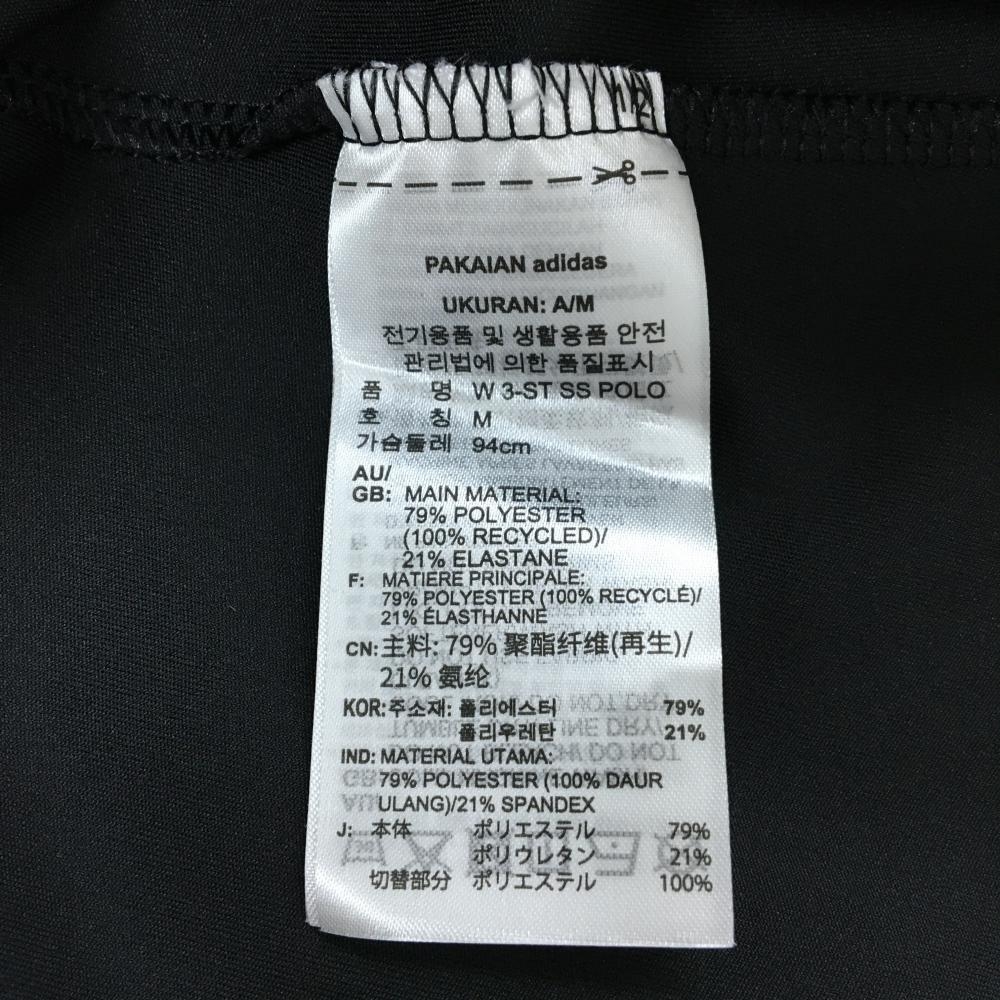 PAKAIAN adidas
UKURAN: A/M
전기용품 및 생활용품 안전
관리법에 의한 품질표시
품 명 W 3-ST SS POLO
호 칭 M
가슴둘레 94cm
AU/
GB: MAIN MATERIAL:
79% POLYESTER
(100% RECYCLED)/
21% ELASTANE
F: MATIERE PRINCIPALE:
79% POLYESTER (100% RECYCLÉ)/
21% ÉLASTHANNE
CN: 主料: 79% 聚酯纤维(再生)/
21% 氨纶
KOR: 주소재: 폴리에스터 79%
폴리우레탄 21%
IND: MATERIAL UTAMA:
79% POLYESTER (100% DAUR
ULANG)/21% SPANDEX
J: 本体 ポリエステル 79%
ポリウレタン 21%
切替部分 ポリエステル 100%